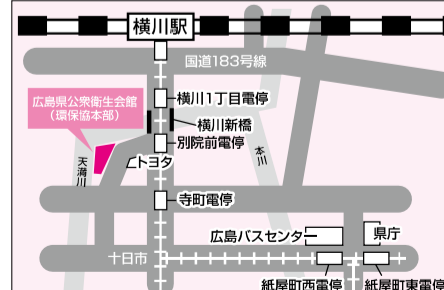 横川駅
国道183号線
広島県公衆衛生会館
（環保協本部）
横川1丁目電停
横川新橋
別院前電停
トヨタ
天満川
本川
寺町電停
広島バスセンター
県庁
十日市
紙屋町西電停
紙屋町東電停